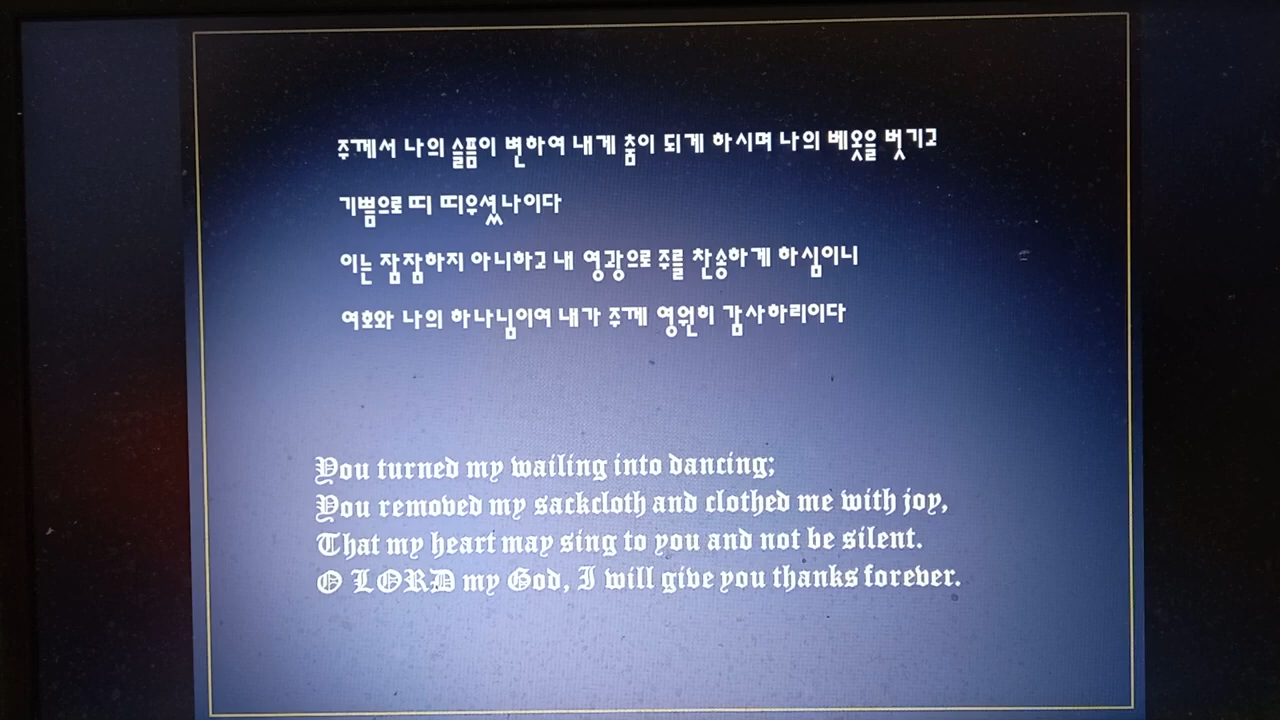 주께서 나의 슬픔이 변하여 내게 춤이 되게 하시며 나의 베옷을 벗기고
기쁨으로 띠 띠우셨나이다
이는 잠잠하지 아니하고 내 영광으로 주를 찬송하게 하심이니
여호와 나의 하나님이여 내가 주께 영원히 감사하리이다
You turned my wailing into dancing;
You removed my sackcloth and clothed me with joy,
That my heart may sing to you and not be silent.
O LORD my God, I will give you thanks forever.